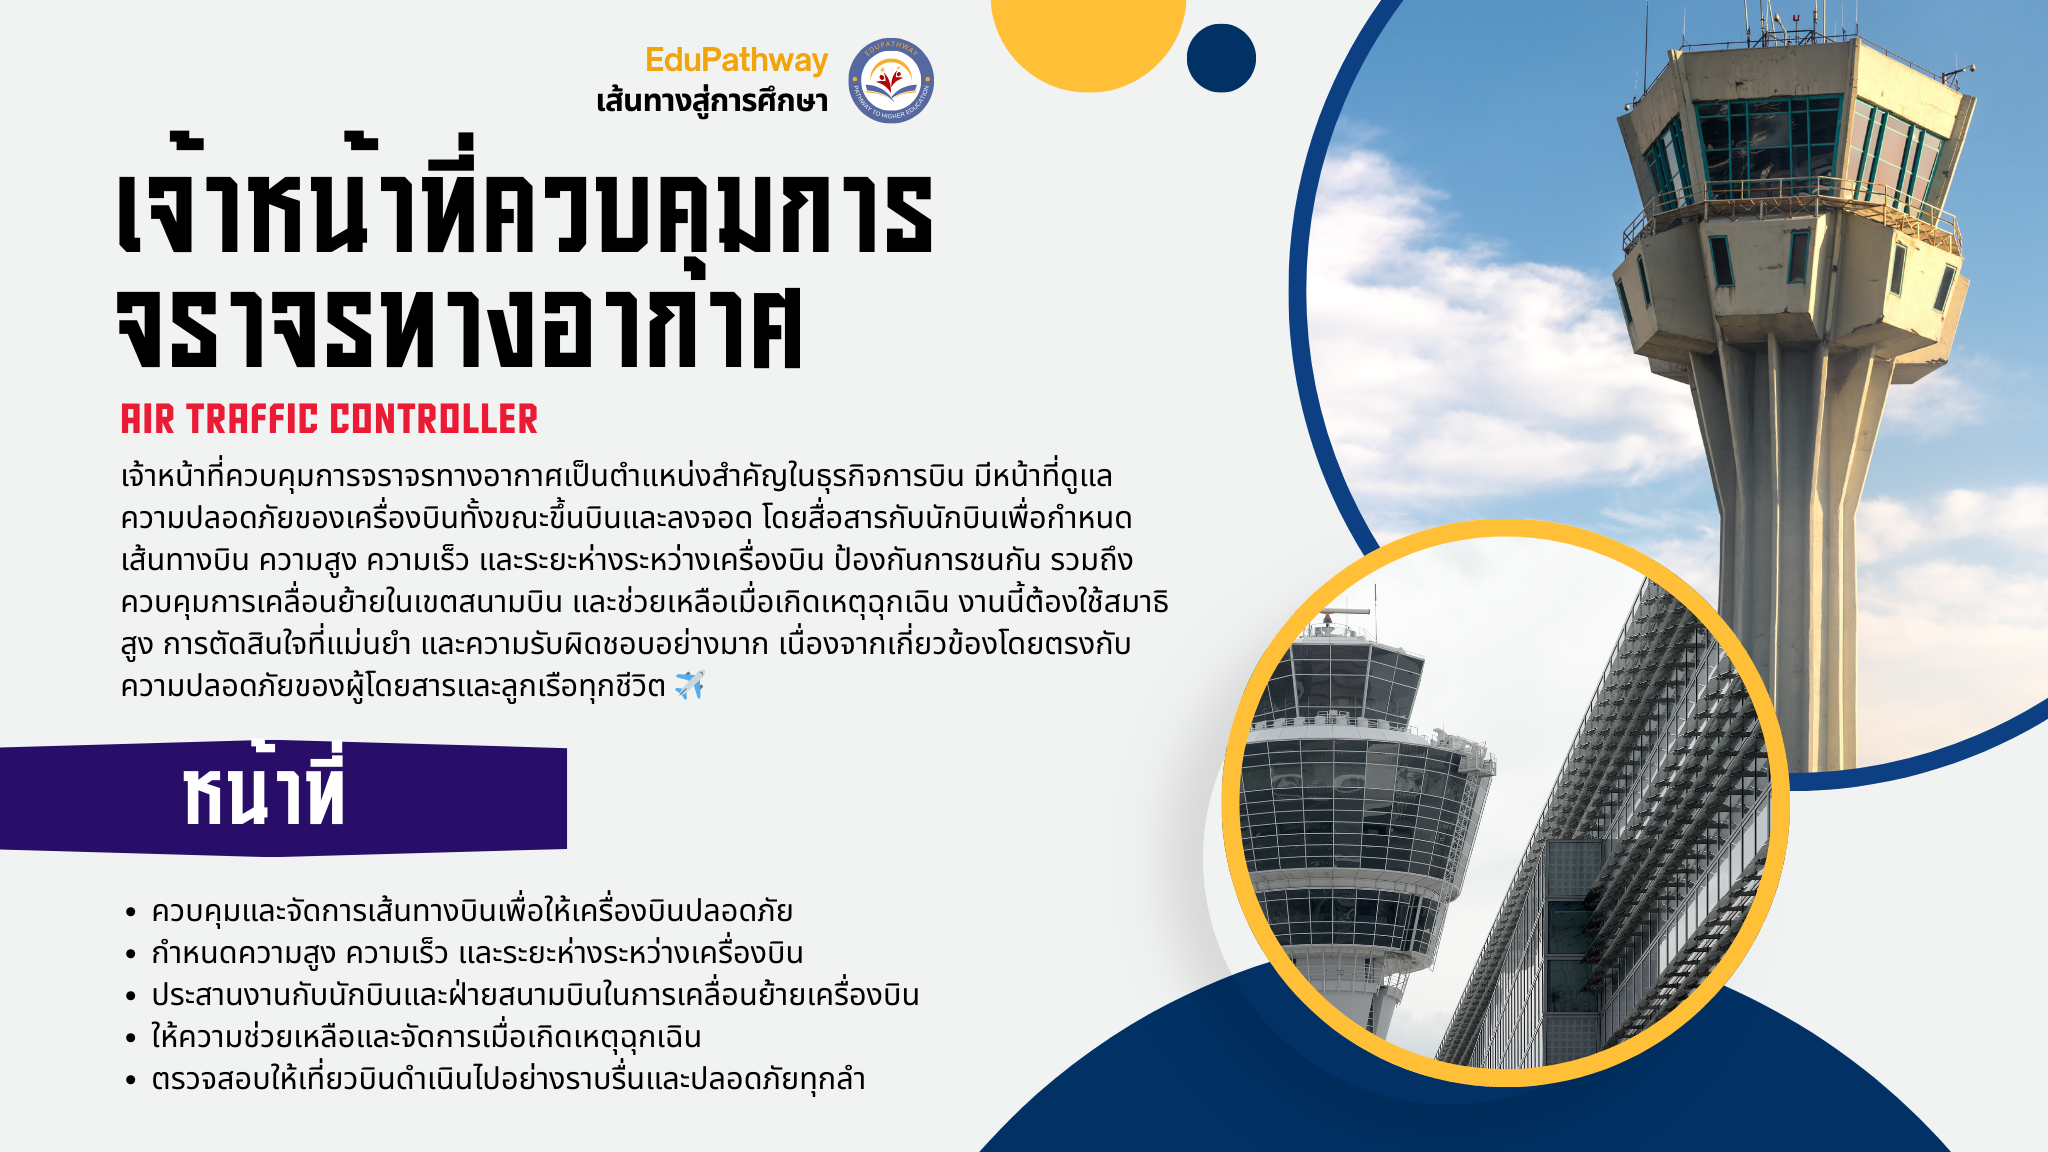 EduPathway
เส้นทางสู่การศึกษา
EDUPATHWAY
PATHWAY TO HIGHER EDUCATION
เจ้าหน้าที่ควบคุมการ
จราจรทางอากาศ
AIR TRAFFIC CONTROLLER
เจ้าหน้าที่ควบคุมการจราจรทางอากาศเป็นตำแหน่งสำคัญในธุรกิจการบิน มีหน้าที่ดูแล
ความปลอดภัยของเครื่องบินทั้งขณะขึ้นบินและลงจอด โดยสื่อสารกับนักบินเพื่อกำหนด
เส้นทางบิน ความสูง ความเร็ว และระยะห่างระหว่างเครื่องบิน ป้องกันการชนกัน รวมถึง
ควบคุมการเคลื่อนย้ายในเขตสนามบิน และช่วยเหลือเมื่อเกิดเหตุฉุกเฉิน งานนี้ต้องใช้สมาธิ
สูง การตัดสินใจที่แม่นยำ และความรับผิดชอบอย่างมาก เนื่องจากเกี่ยวข้องโดยตรงกับ
ความปลอดภัยของผู้โดยสารและลูกเรือทุกชีวิต ✈️
หน้าที่
• ควบคุมและจัดการเส้นทางบินเพื่อให้เครื่องบินปลอดภัย
• กำหนดความสูง ความเร็ว และระยะห่างระหว่างเครื่องบิน
• ประสานงานกับนักบินและฝ่ายสนามบินในการเคลื่อนย้ายเครื่องบิน
• ให้ความช่วยเหลือและจัดการเมื่อเกิดเหตุฉุกเฉิน
• ตรวจสอบให้เที่ยวบินดำเนินไปอย่างราบรื่นและปลอดภัยทุกลำ